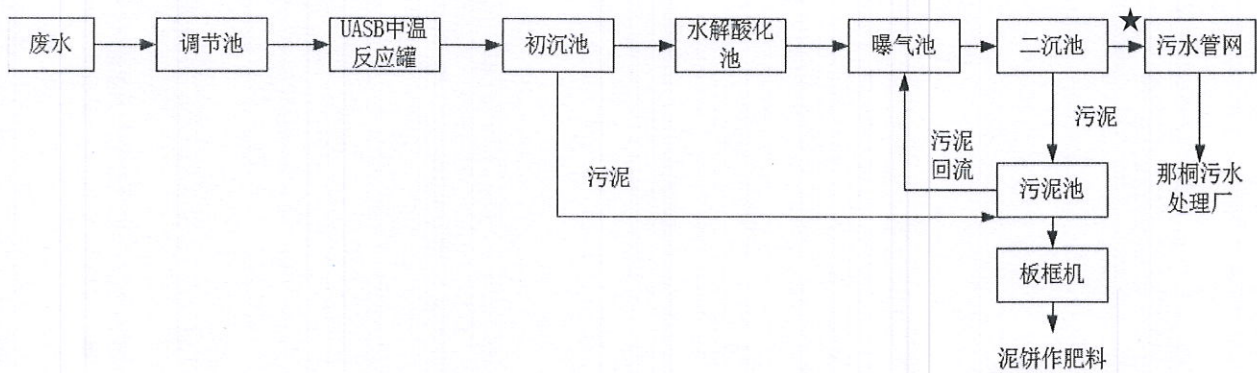 废水
调节池
UASB中温
反应罐
初沉池
水解酸化
池
曝气池
二沉池
污水管网
污泥
污泥
回流
污泥
污泥池
那桐污水
处理厂
板框机
泥饼作肥料